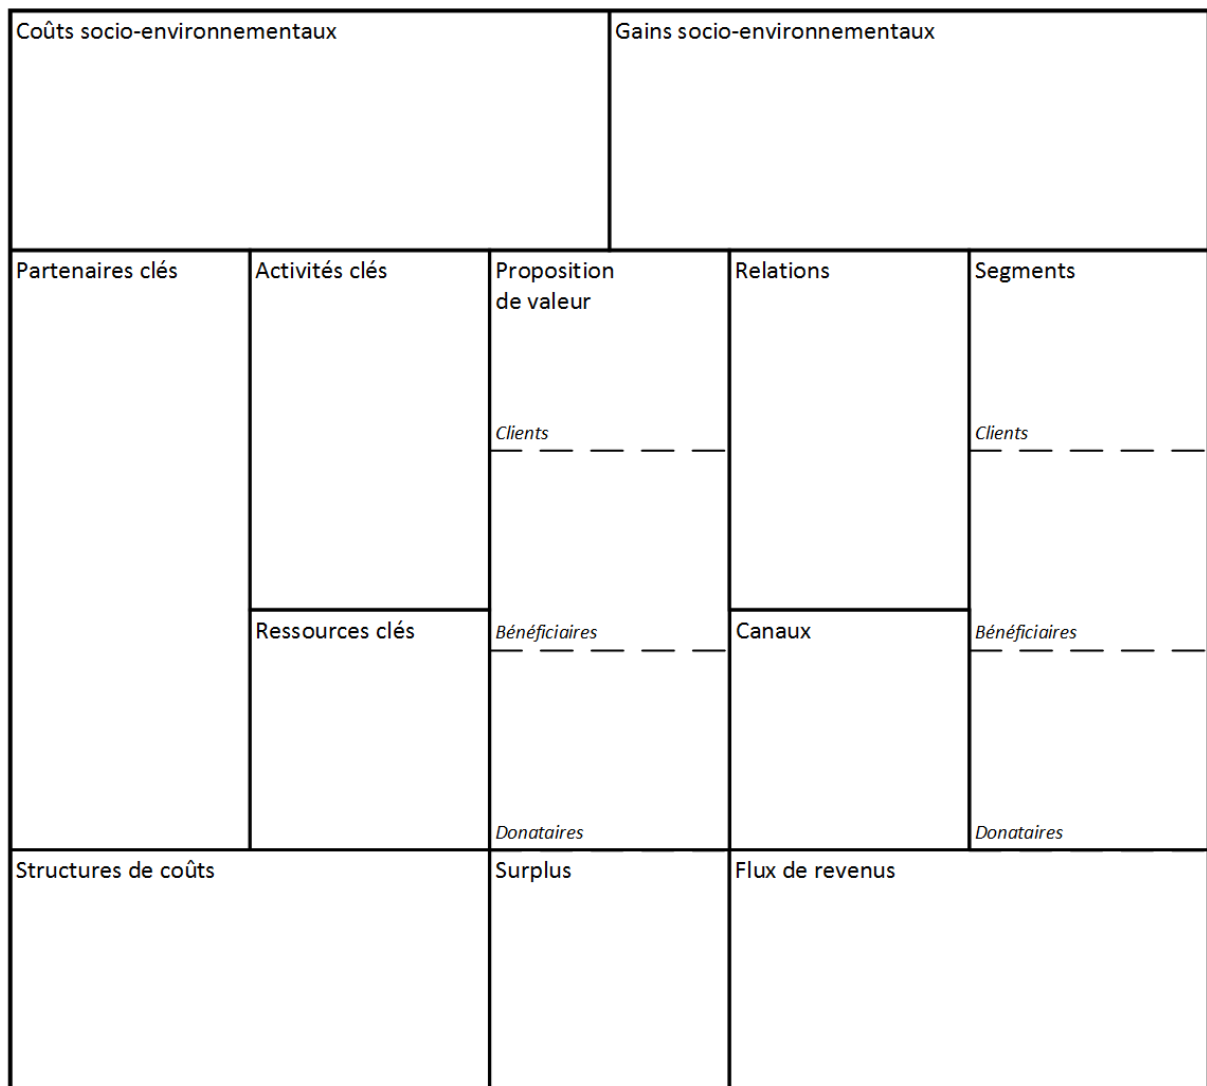 Coûts socio-environnementaux
Gains socio-environnementaux
Partenaires clés
Activités clés
Proposition
de valeur
Relations
Segments
Clients
Clients
Ressources clés
Bénéficiaires
Canaux
Bénéficiaires
Donataires
Donataires
Structures de coûts
Surplus
Flux de revenus